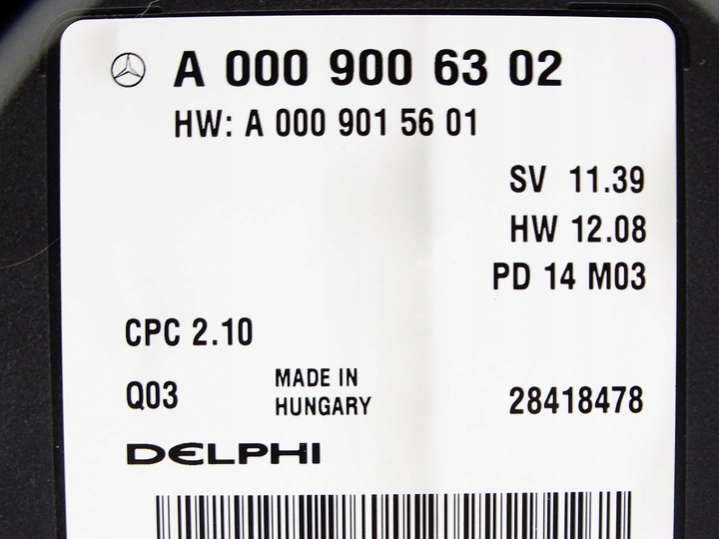 A 000 900 63 02
HW: A 000 901 56 01
SV 11.39
HW 12.08
PD 14 M03
CPC 2.10
Q03
MADE IN
HUNGARY
28418478
DELPHI